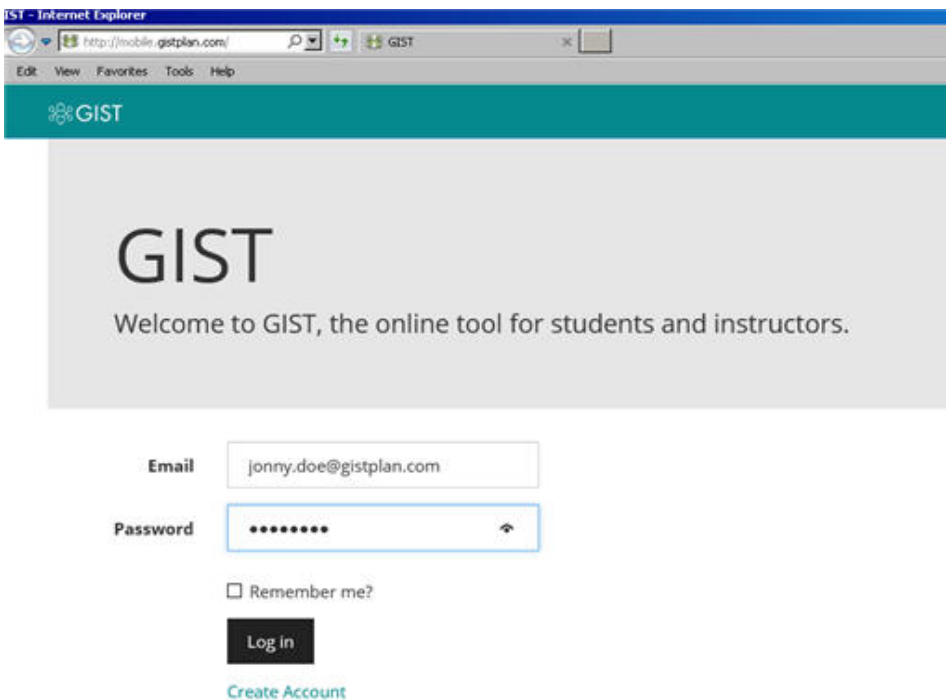 IST - Internet Explorer
http://mobile.gistplan.com/ GIST
Edit View Favorites Tools Help
GIST
GIST
Welcome to GIST, the online tool for students and instructors.
Email jonny.doe@gistplan.com
Password ••••••••
Remember me?
Log in
Create Account